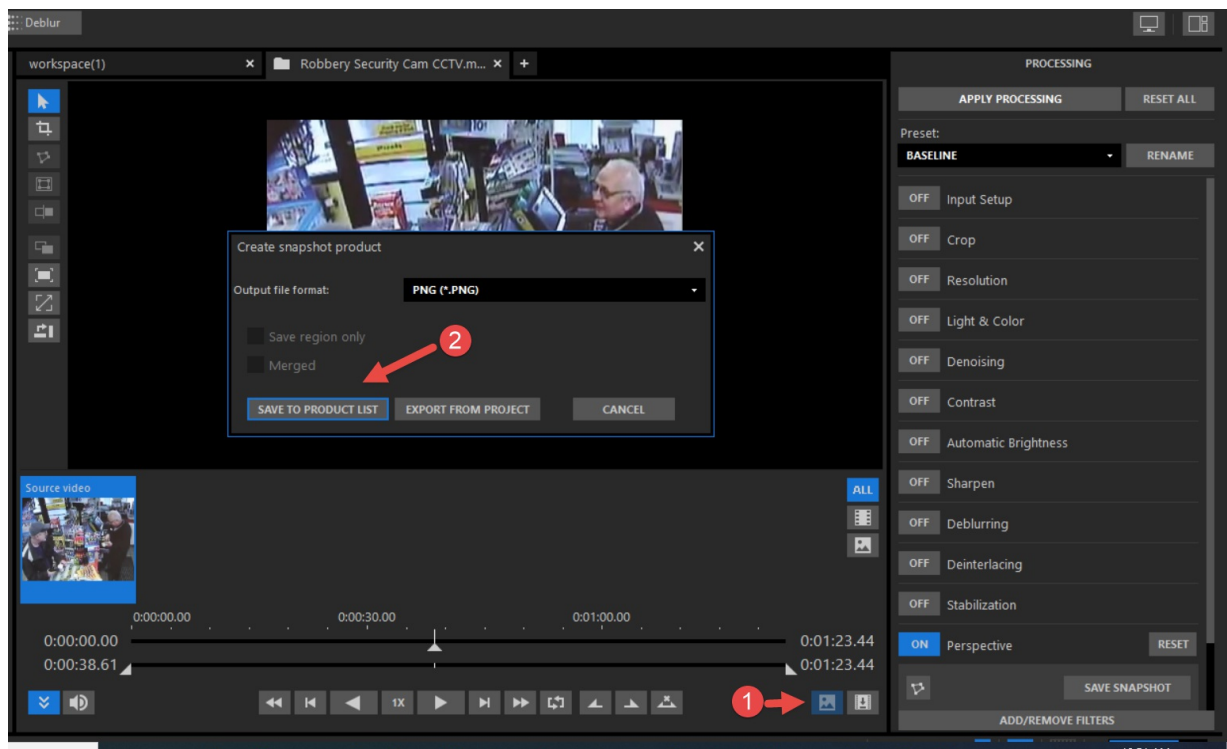 Deblur
workspace(1) × Robbery Security Cam CCTV.m... × +
PROCESSING
APPLY PROCESSING RESET ALL
Preset:
BASELINE RENAME
OFF Input Setup
OFF Crop
OFF Resolution
OFF Light & Color
OFF Denoising
OFF Contrast
OFF Automatic Brightness
OFF Sharpen
OFF Deblurring
OFF Deinterlacing
OFF Stabilization
ON Perspective RESET
SAVE SNAPSHOT
ADD/REMOVE FILTERS
Create snapshot product ×
Output file format: PNG (*.PNG)
Save region only
2
Merged
SAVE TO PRODUCT LIST EXPORT FROM PROJECT CANCEL
Source video
ALL
0:00:00.00 0:00:30.00 0:01:00.00
0:00:00.00 0:01:23.44
0:00:38.61 0:01:23.44
1X
1